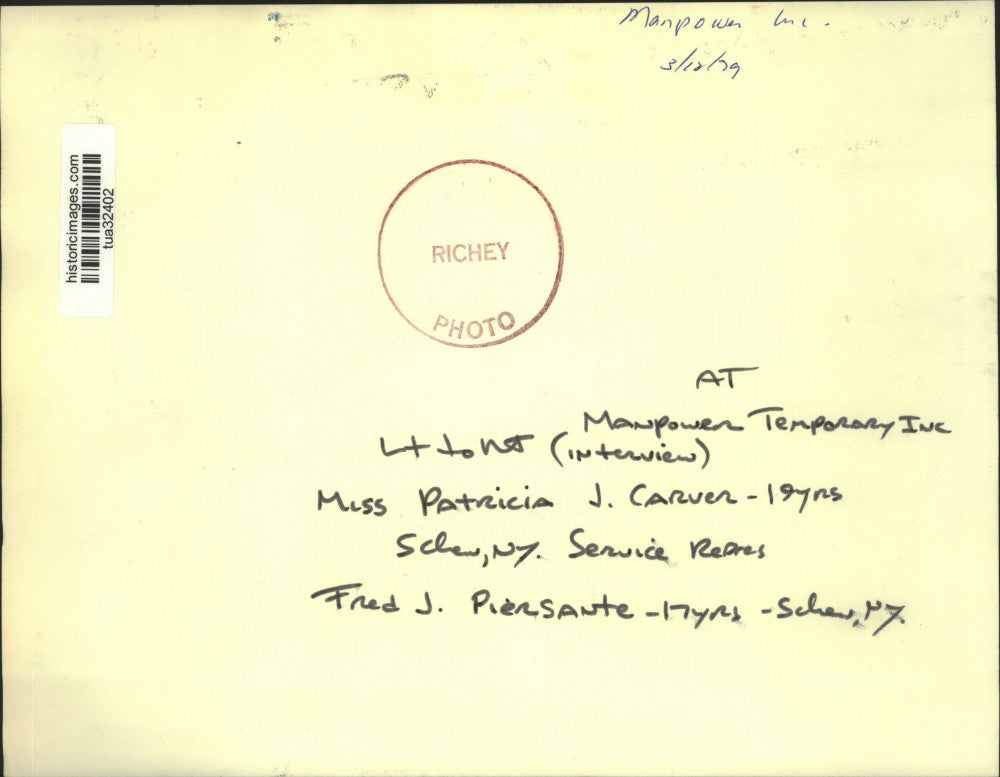 Manpower Inc.
3/12/79
historicimages.com
tua32402
RICHEY
PHOTO
AT
Manpower Temporary Inc
Lt to Rt (interview)
Miss Patricia J. Carver - 19yrs
Schen, NY. Service Repres
Fred J. Piersante - 17yrs - Schen, NY.